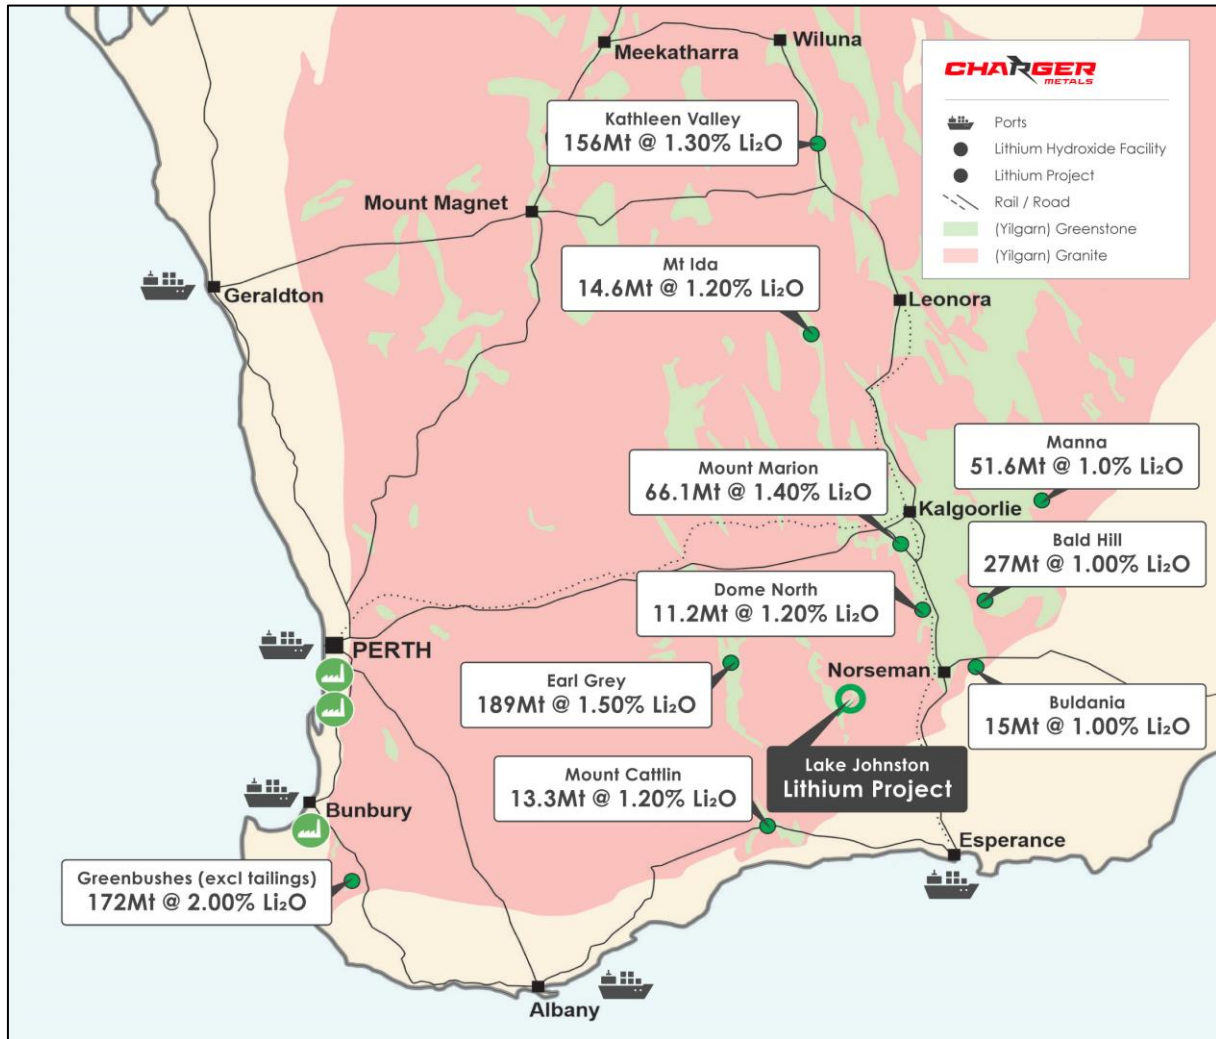 Meekatharra
Wiluna
CHARGER
METALS
Ports
Lithium Hydroxide Facility
Lithium Project
Rail / Road
(Yilgarn) Greenstone
(Yilgarn) Granite
Kathleen Valley
156Mt @ 1.30% Li₂O
Mount Magnet
Mt Ida
14.6Mt @ 1.20% Li₂O
Geraldton
Leonora
Manna
51.6Mt @ 1.0% Li₂O
Mount Marion
66.1Mt @ 1.40% Li₂O
Kalgoorlie
Bald Hill
27Mt @ 1.00% Li₂O
Dome North
11.2Mt @ 1.20% Li₂O
PERTH
Earl Grey
189Mt @ 1.50% Li₂O
Norseman
Buldania
15Mt @ 1.00% Li₂O
Lake Johnston
Lithium Project
Mount Cattlin
13.3Mt @ 1.20% Li₂O
Bunbury
Esperance
Greenbushes (excl tailings)
172Mt @ 2.00% Li₂O
Albany